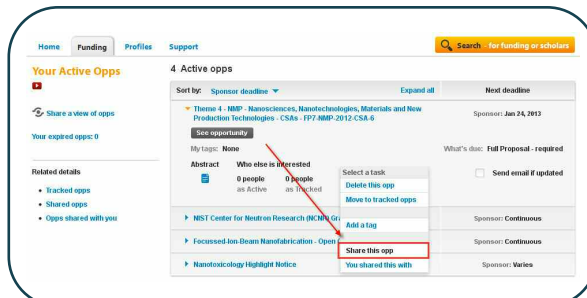 Home Funding Profiles Support
Search for funding or scholars
Your Active Opps
Share a view of opps
Your expired opps: 0
Related details
Tracked opps
Shared opps
Opps shared with you
4 Active opps
Sort by: Sponsor deadline Expand all Next deadline
Theme 4 - NMP - Nanosciences, Nanotechnologies, Materials and New
Production Technologies - CSAs - FP7-NMP-2012-CSA-6
Sponsor: Jan 24, 2013
See opportunity
My tags: None
What's due: Full Proposal - required
Abstract Who else is interested
0 people 0 people
as Active as Tracked
Send email if updated
Select a task
Delete this opp
Move to tracked opps
Add a tag
Share this opp
You shared this with
NIST Center for Neutron Research (NCNR) Gra
Sponsor: Continuous
Focussed-Ion-Beam Nanofabrication - Open
Sponsor: Continuous
Nanotoxicology Highlight Notice
Sponsor: Varies